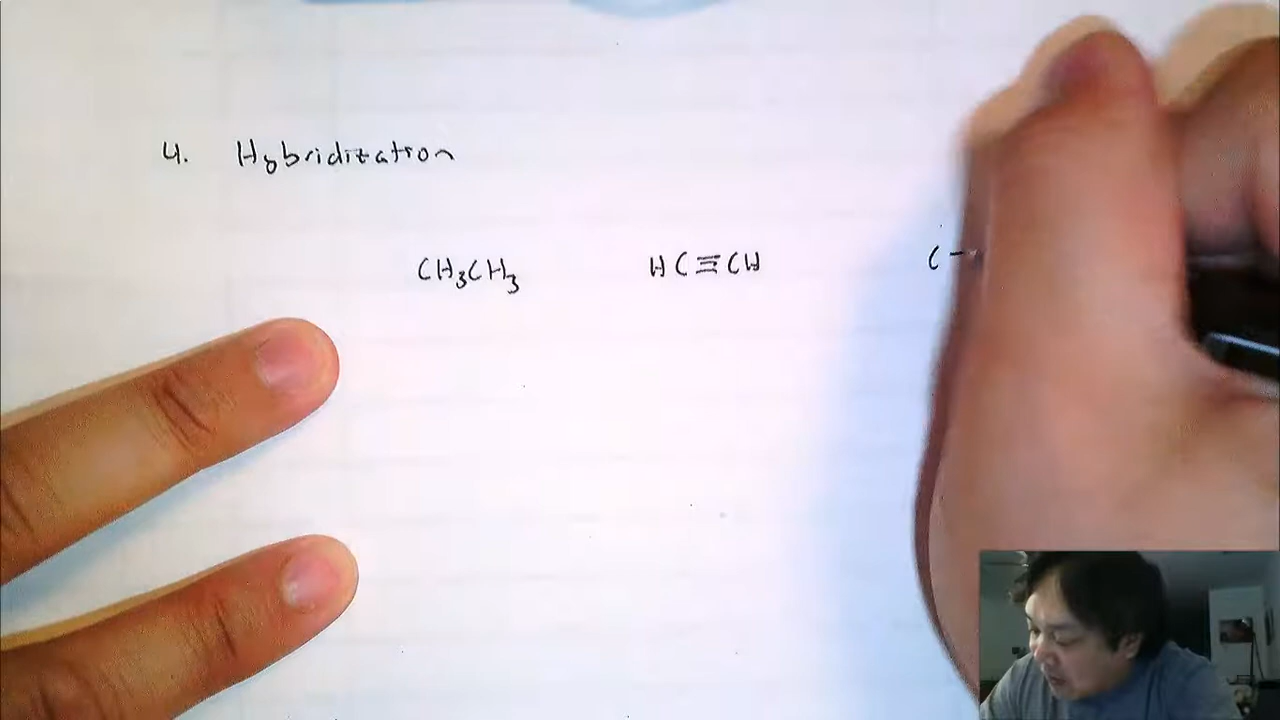 4. Hybridization
CH₃CH₃ HC≡CH C-